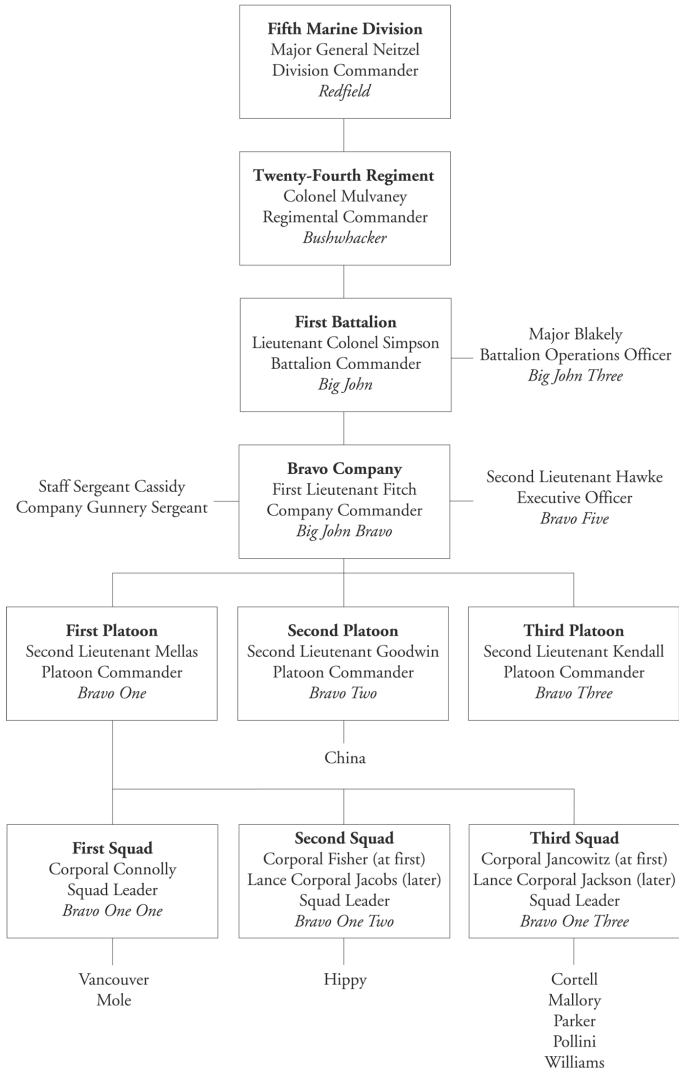 Fifth Marine Division
Major General Neitzel
Division Commander
Redfield
Twenty-Fourth Regiment
Colonel Mulvaney
Regimental Commander
Bushwhacker
First Battalion
Lieutenant Colonel Simpson
Battalion Commander
Big John
Major Blakely
Battalion Operations Officer
Big John Three
Staff Sergeant Cassidy
Company Gunnery Sergeant
Bravo Company
First Lieutenant Fitch
Company Commander
Big John Bravo
Second Lieutenant Hawke
Executive Officer
Bravo Five
First Platoon
Second Lieutenant Mellas
Platoon Commander
Bravo One
Second Platoon
Second Lieutenant Goodwin
Platoon Commander
Bravo Two
Third Platoon
Second Lieutenant Kendall
Platoon Commander
Bravo Three
China
First Squad
Corporal Connolly
Squad Leader
Bravo One One
Second Squad
Corporal Fisher (at first)
Lance Corporal Jacobs (later)
Squad Leader
Bravo One Two
Third Squad
Corporal Jancowitz (at first)
Lance Corporal Jackson (later)
Squad Leader
Bravo One Three
Vancouver
Mole
Hippy
Cortell
Mallory
Parker
Pollini
Williams